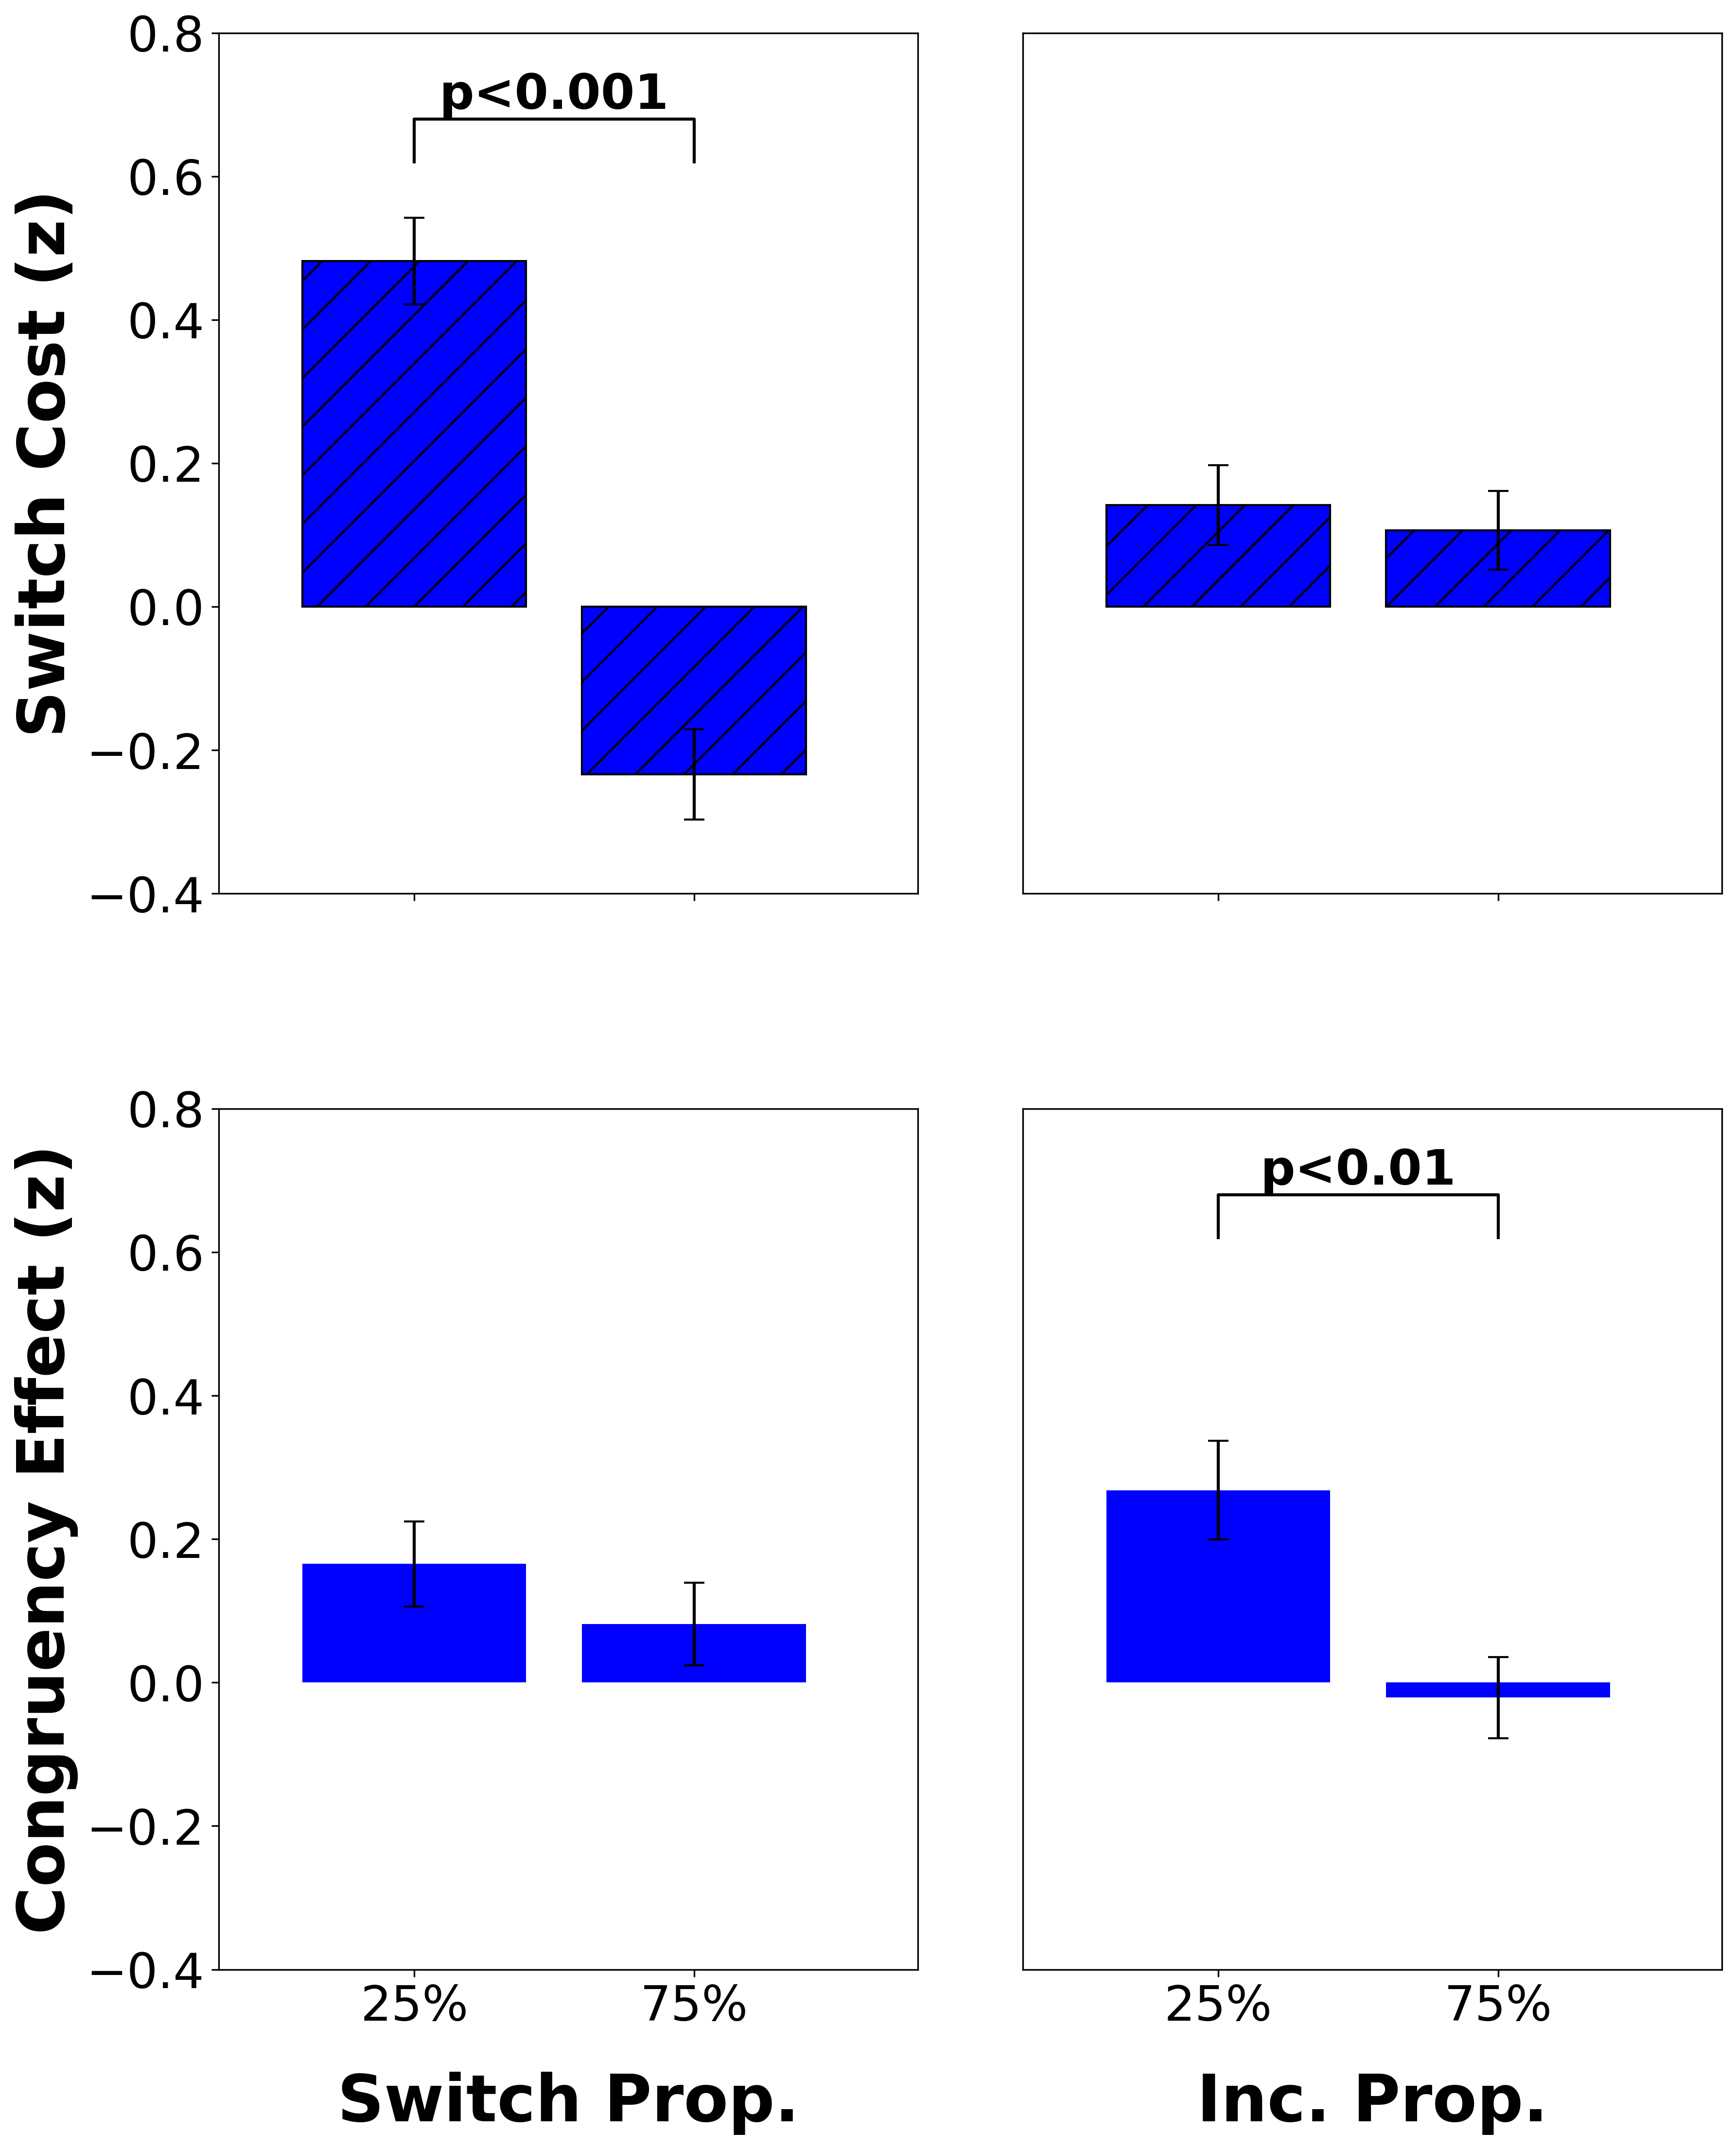 Switch Cost (z)
0.8
0.6
0.4
0.2
0.0
−0.2
−0.4
p<0.001
Congruency Effect (z)
0.8
0.6
0.4
0.2
0.0
−0.2
−0.4
p<0.01
25% 75%
25% 75%
Switch Prop.
Inc. Prop.